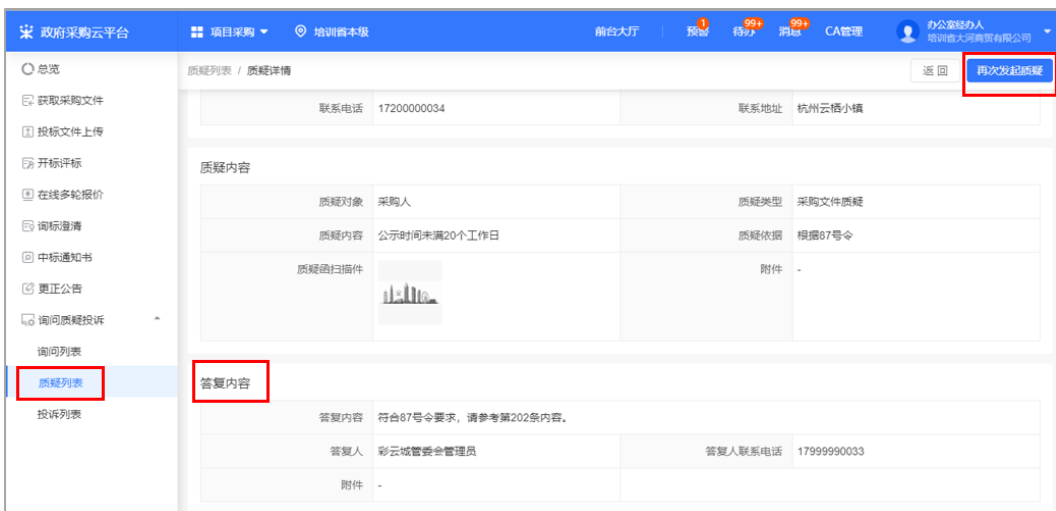 政府采购云平台 项目采购 培训省本级 前台大厅 预警 1 待办 99+ 消息 99+ CA管理 办公室经办人
培训省大河商贸有限公司
总览
获取采购文件
投标文件上传
开标评标
在线多轮报价
询标澄清
中标通知书
更正公告
询问质疑投诉
询问列表
质疑列表
投诉列表
质疑列表 / 质疑详情 返回 再次发起质疑
联系电话 17200000034 联系地址 杭州云栖小镇
质疑内容
质疑对象 采购人 质疑类型 采购文件质疑
质疑内容 公示时间未满20个工作日 质疑依据 根据87号令
质疑函扫描件 附件 -
答复内容
答复内容 符合87号令要求，请参考第202条内容。
答复人 彩云城管委会管理员 答复人联系电话 17999990033
附件 -